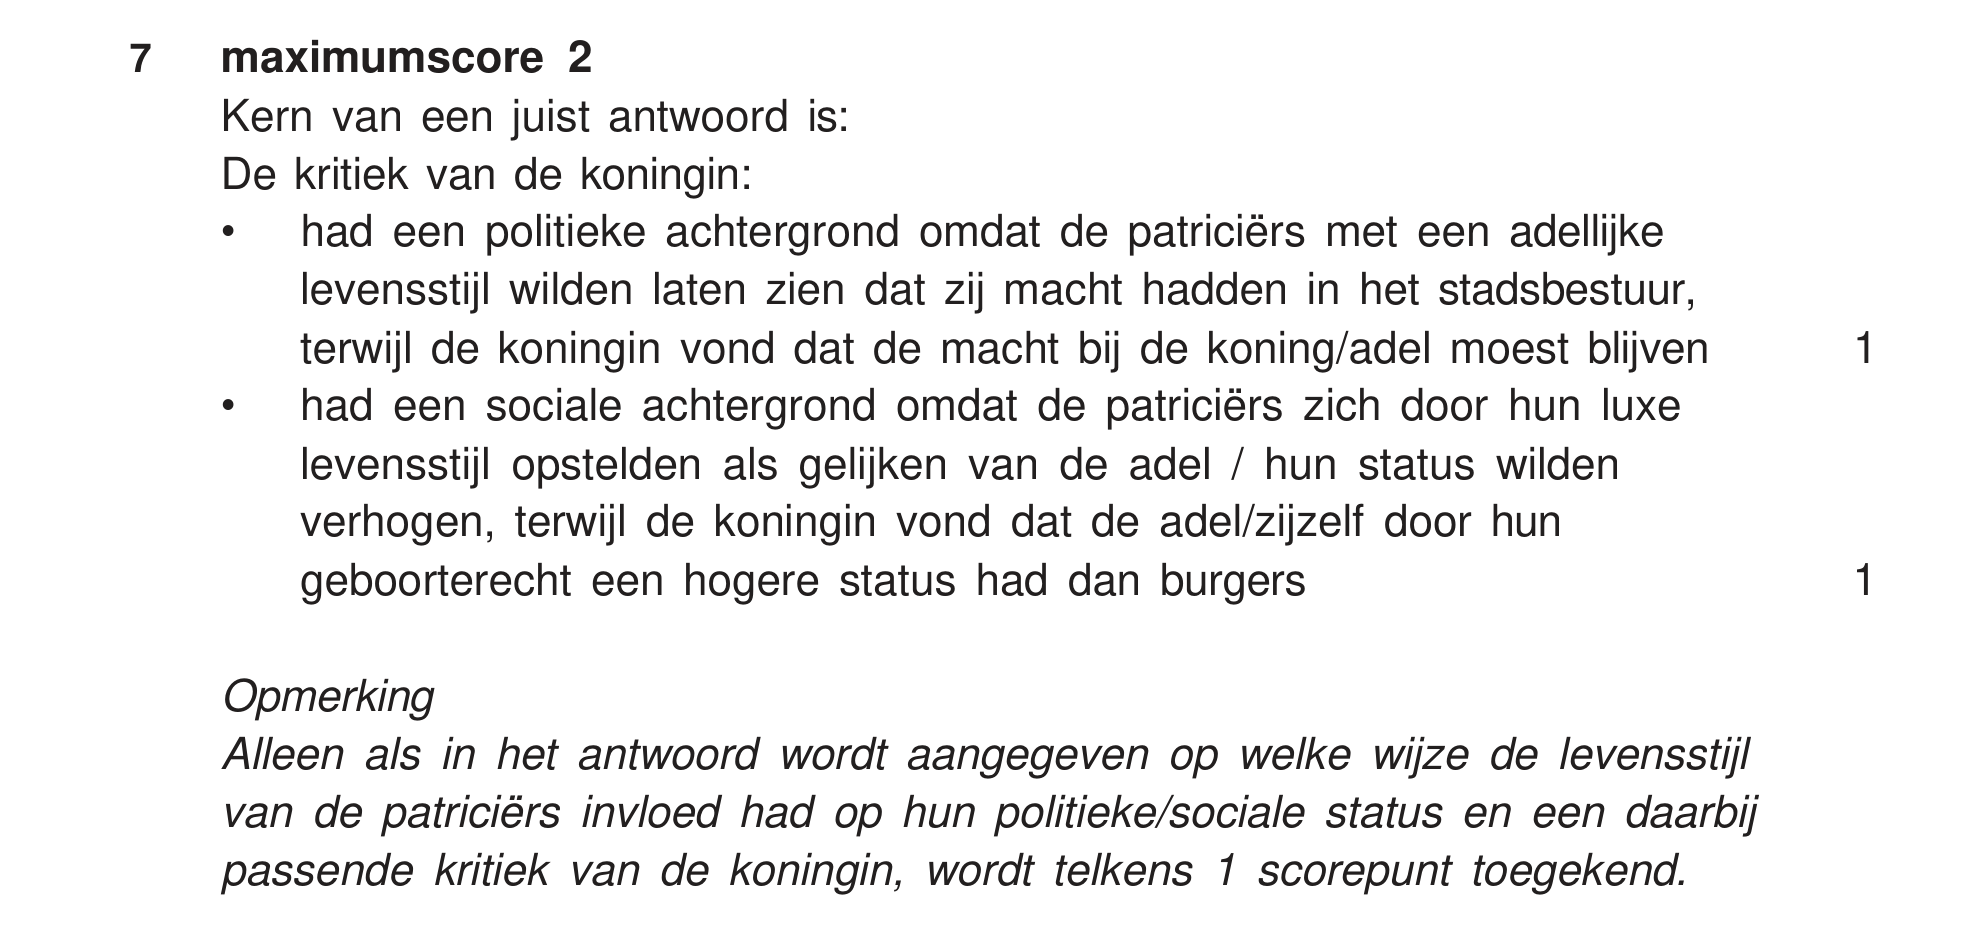 7 maximumscore 2
Kern van een juist antwoord is:
De kritiek van de koningin:
• had een politieke achtergrond omdat de patriciërs met een adellijke
levensstijl wilden laten zien dat zij macht hadden in het stadsbestuur,
terwijl de koningin vond dat de macht bij de koning/adel moest blijven 1
• had een sociale achtergrond omdat de patriciërs zich door hun luxe
levensstijl opstelden als gelijken van de adel / hun status wilden
verhogen, terwijl de koningin vond dat de adel/zijzelf door hun
geboorterecht een hogere status had dan burgers 1
Opmerking
Alleen als in het antwoord wordt aangegeven op welke wijze de levensstijl
van de patriciërs invloed had op hun politieke/sociale status en een daarbij
passende kritiek van de koningin, wordt telkens 1 scorepunt toegekend.